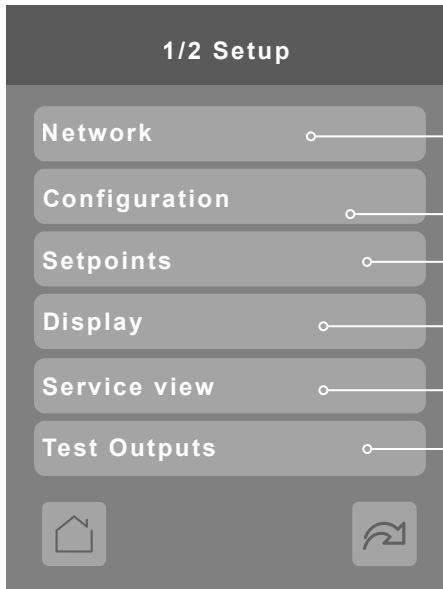 1/2 Setup
Network
Configuration
Setpoints
Display
Service view
Test Outputs